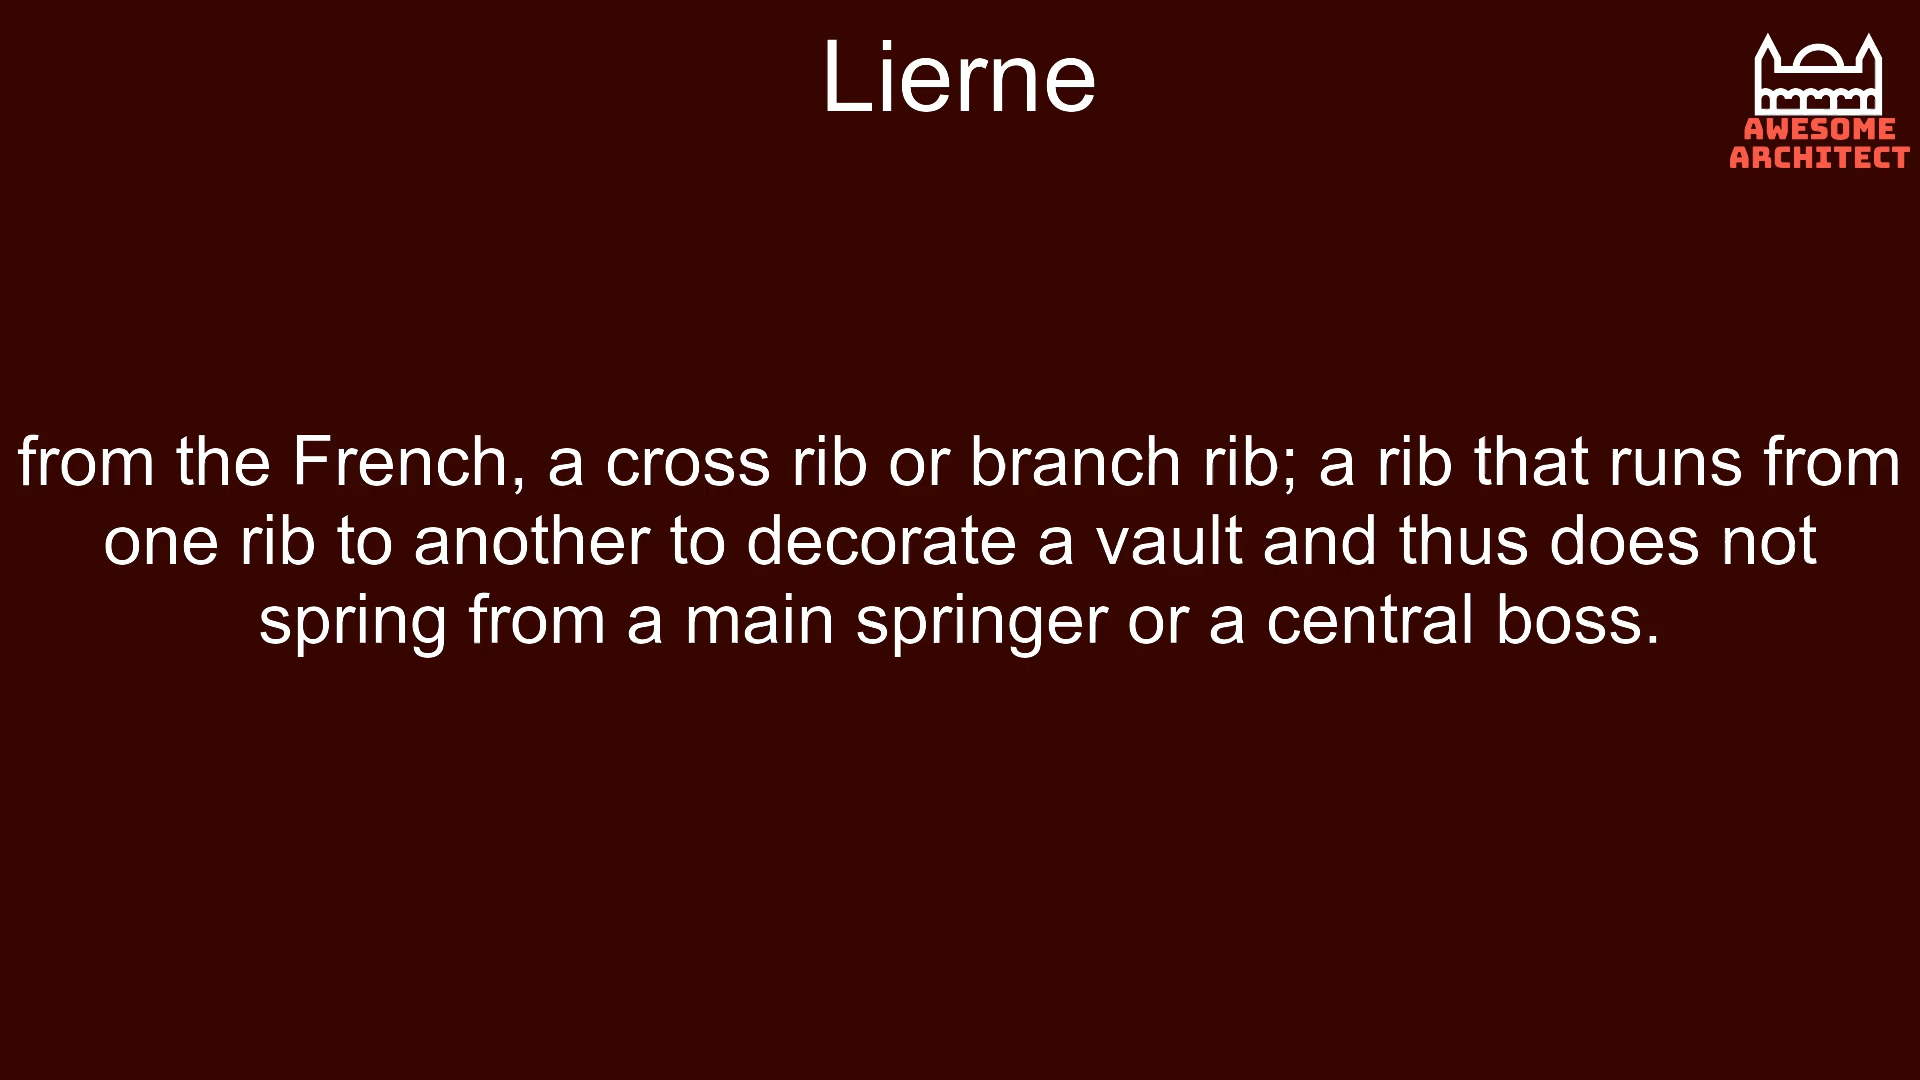 Lierne
AWESOME
ARCHITECT
from the French, a cross rib or branch rib; a rib that runs from
one rib to another to decorate a vault and thus does not
spring from a main springer or a central boss.